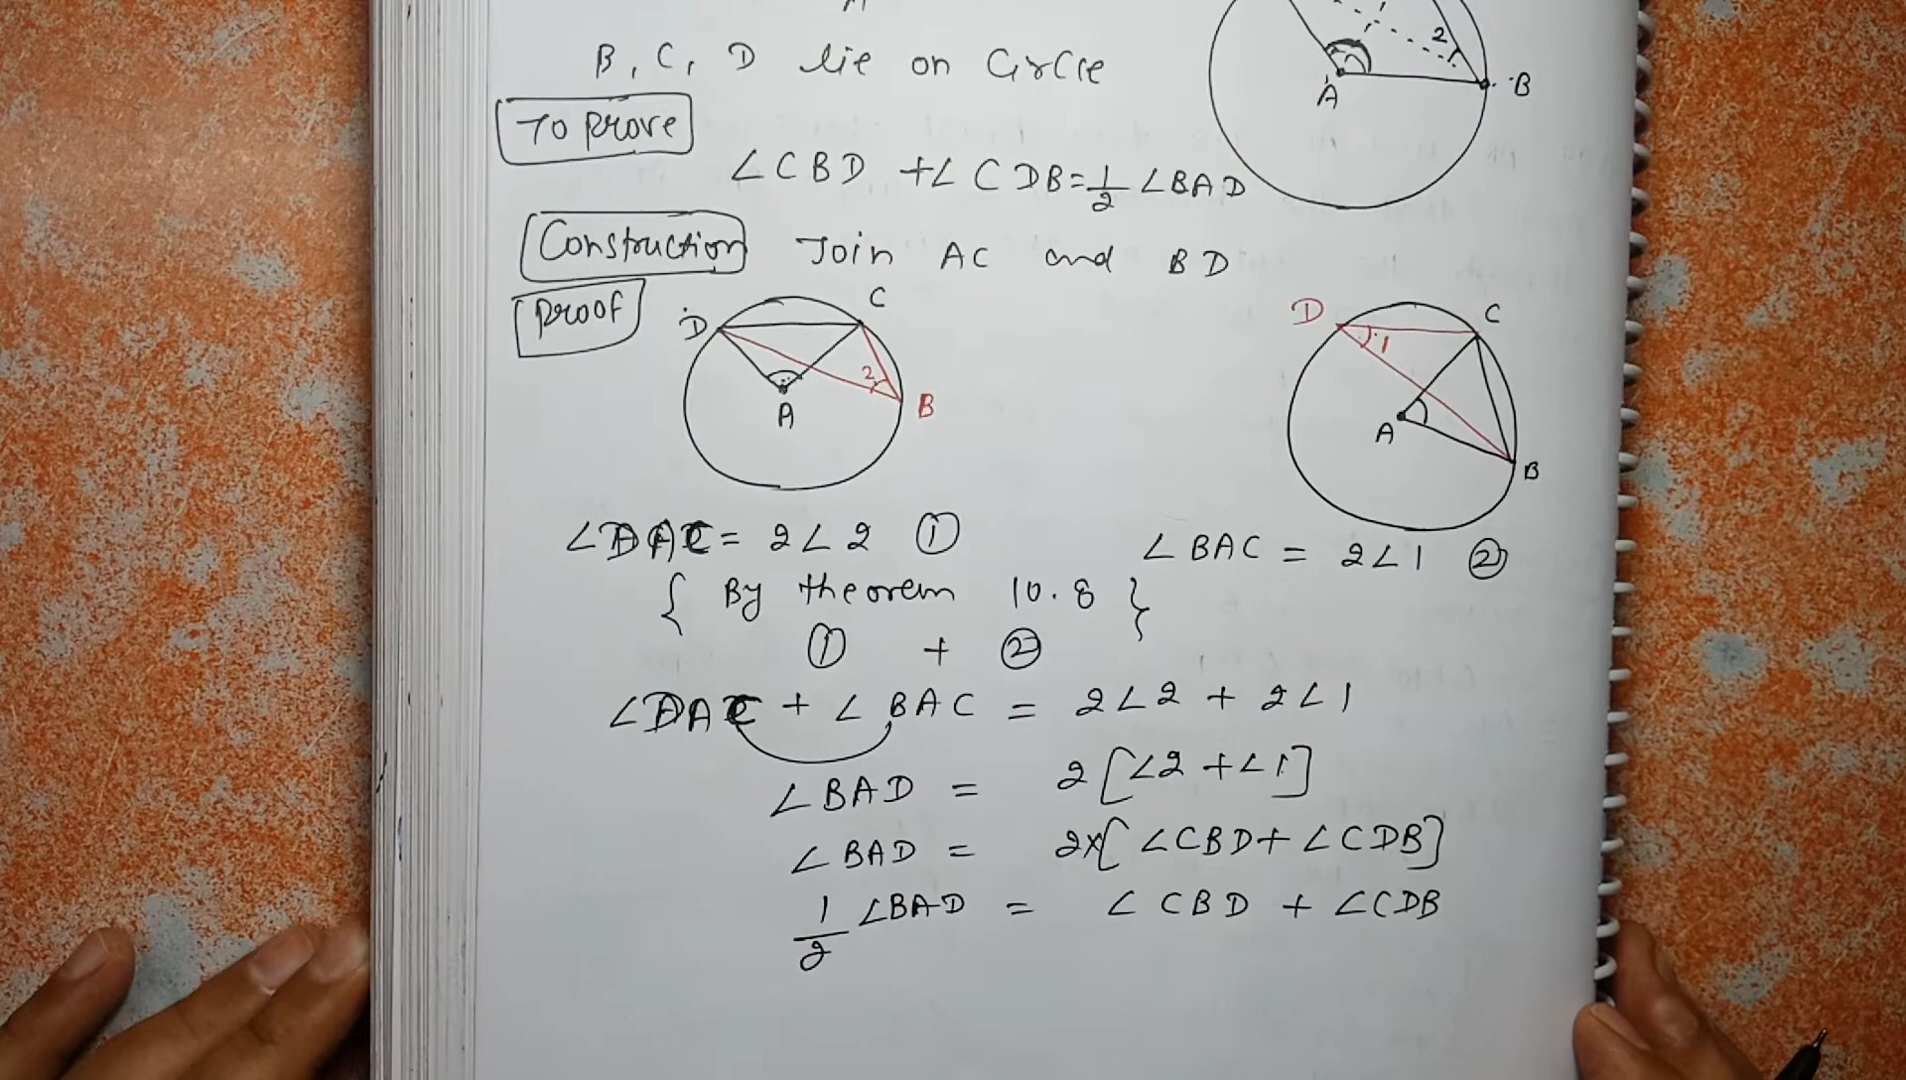 B, C, D lie on Circle
2
A
B
To prove
∠CBD + ∠CDB = 1/2 ∠BAD
Construction Join AC and BD
Proof
D C 2 A B
D C 1 A B
∠DAC = 2∠2 ①
∠BAC = 2∠1 ②
{ By theorem 10.8 }
① + ②
∠DAC + ∠BAC = 2∠2 + 2∠1
∠BAD = 2[∠2 + ∠1]
∠BAD = 2×[∠CBD + ∠CDB]
1/2 ∠BAD = ∠CBD + ∠CDB